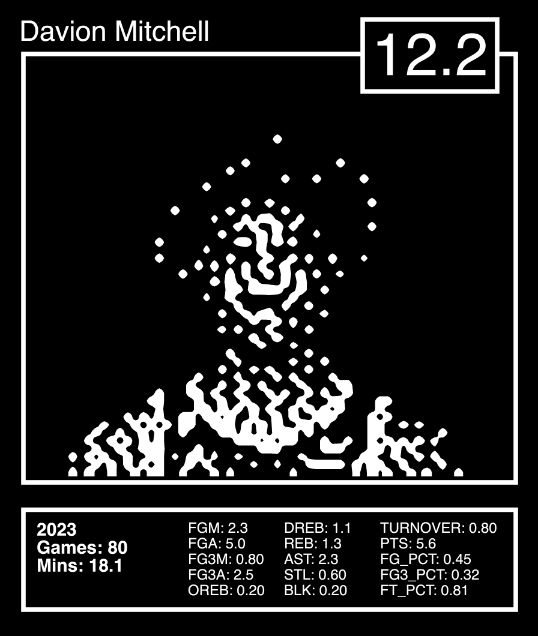 Davion Mitchell
12.2
2023
Games: 80
Mins: 18.1
FGM: 2.3
FGA: 5.0
FG3M: 0.80
FG3A: 2.5
OREB: 0.20
DREB: 1.1
REB: 1.3
AST: 2.3
STL: 0.60
BLK: 0.20
TURNOVER: 0.80
PTS: 5.6
FG_PCT: 0.45
FG3_PCT: 0.32
FT_PCT: 0.81